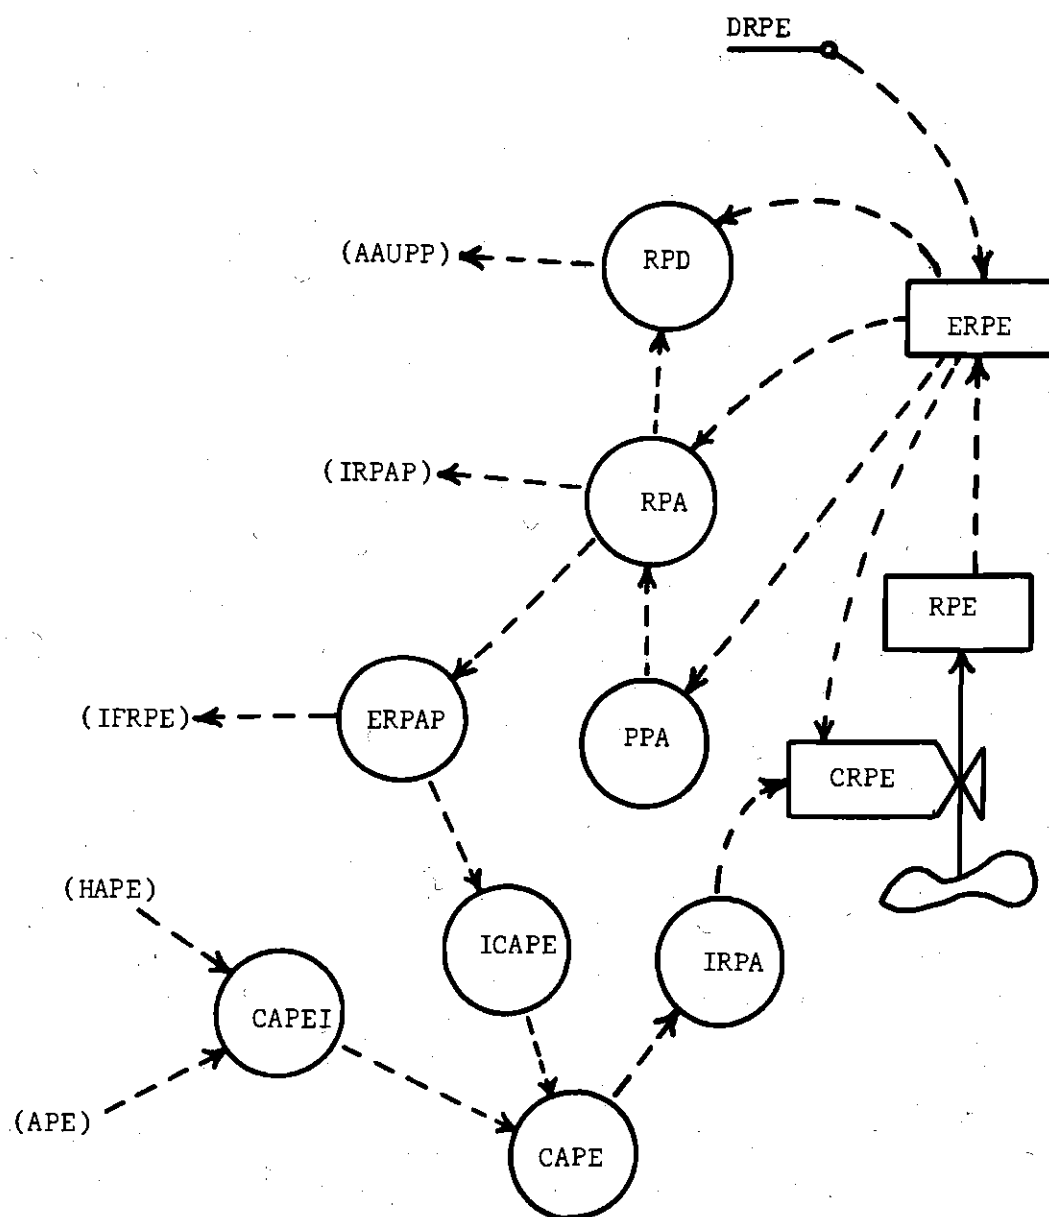 DRPE
(AAUPP)
RPD
ERPE
(IRPAP)
RPA
RPE
(IFRPE)
ERPAP
PPA
CRPE
(HAPE)
ICAPE
IRPA
CAPEI
(APE)
CAPE